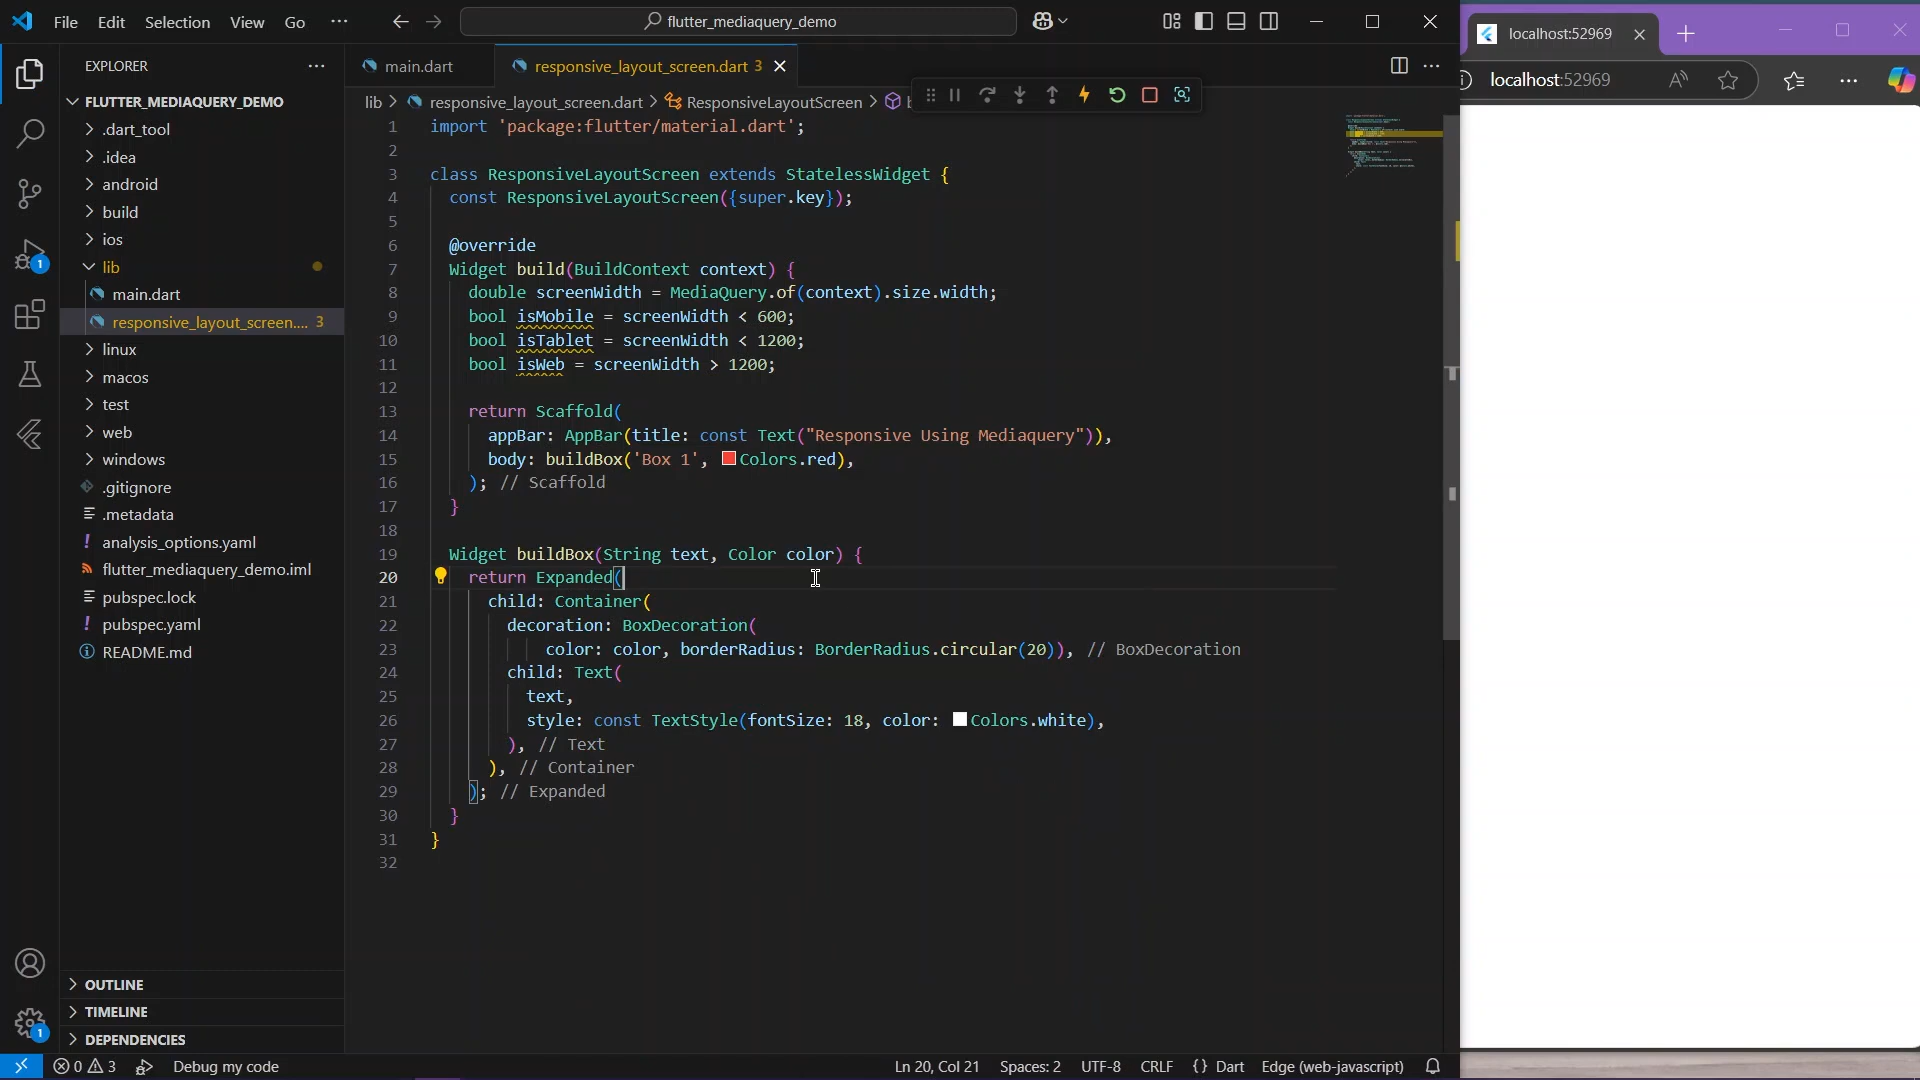 File Edit Selection View Go ··· flutter_mediaquery_demo
localhost:52969
localhost:52969
EXPLORER
FLUTTER_MEDIAQUERY_DEMO
.dart_tool
.idea
android
build
ios
lib
main.dart
responsive_layout_screen.... 3
linux
macos
test
web
windows
.gitignore
.metadata
analysis_options.yaml
flutter_mediaquery_demo.iml
pubspec.lock
pubspec.yaml
README.md
OUTLINE
TIMELINE
DEPENDENCIES
1
1
main.dart responsive_layout_screen.dart 3
lib > responsive_layout_screen.dart > ResponsiveLayoutScreen >
1 import 'package:flutter/material.dart';
2
3 class ResponsiveLayoutScreen extends StatelessWidget {
4 const ResponsiveLayoutScreen({super.key});
5
6 @override
7 Widget build(BuildContext context) {
8 double screenWidth = MediaQuery.of(context).size.width;
9 bool isMobile = screenWidth < 600;
10 bool isTablet = screenWidth < 1200;
11 bool isWeb = screenWidth > 1200;
12
13 return Scaffold(
14 appBar: AppBar(title: const Text("Responsive Using Mediaquery")),
15 body: buildBox('Box 1', Colors.red),
16 ); // Scaffold
17 }
18
19 Widget buildBox(String text, Color color) {
20 return Expanded(
21 child: Container(
22 decoration: BoxDecoration(
23 color: color, borderRadius: BorderRadius.circular(20)), // BoxDecoration
24 child: Text(
25 text,
26 style: const TextStyle(fontSize: 18, color: Colors.white),
27 ), // Text
28 ), // Container
29 ); // Expanded
30 }
31 }
32
0 3 Debug my code Ln 20, Col 21 Spaces: 2 UTF-8 CRLF {} Dart Edge (web-javascript)